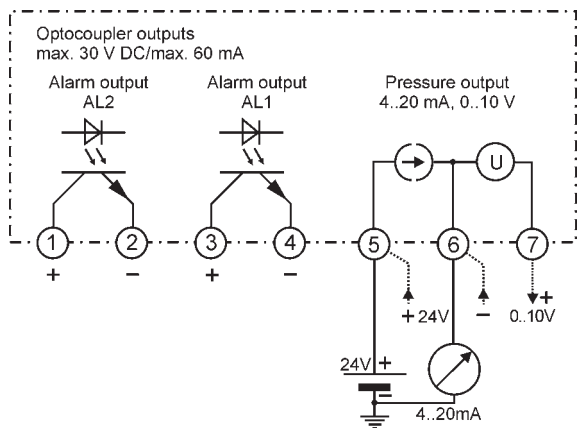 Optocoupler outputs
max. 30 V DC/max. 60 mA
Alarm output
AL2
Alarm output
AL1
Pressure output
4..20 mA, 0..10 V
U
1
2
3
4
5
6
7
+
−
+
−
+ 24V
−
+
0..10V
24V
+
−
4..20mA